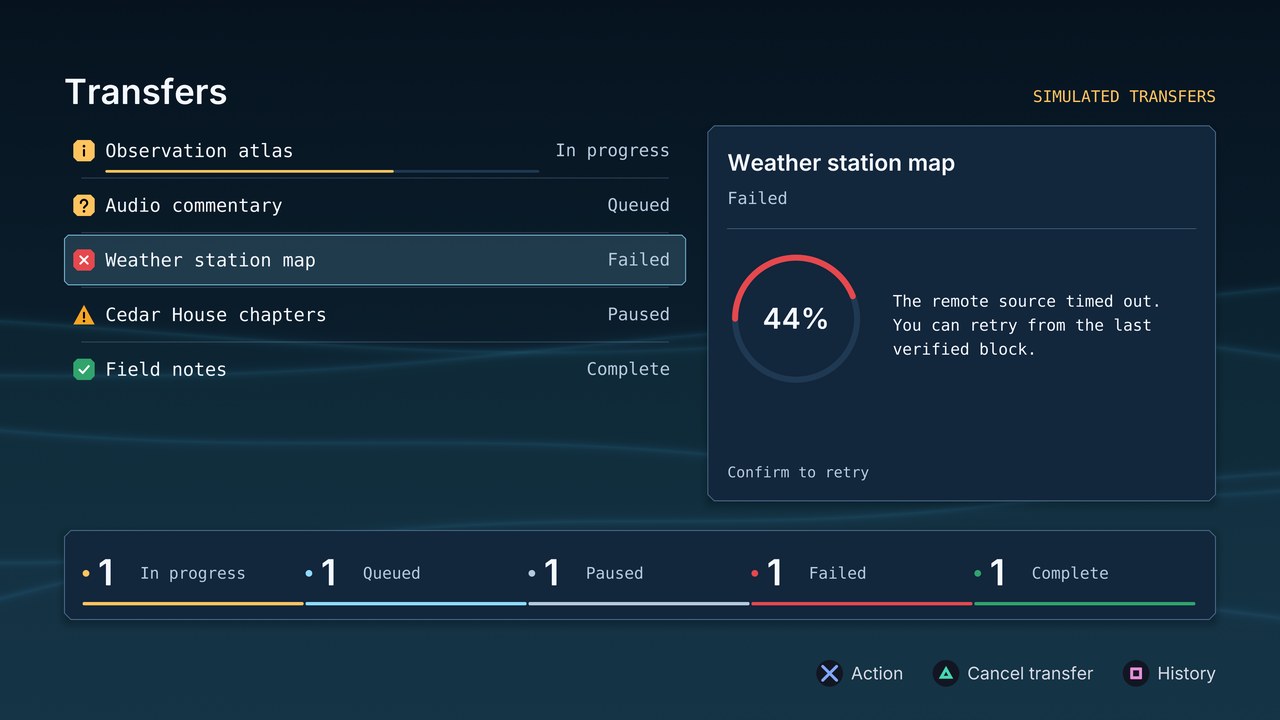 Transfers
SIMULATED TRANSFERS
Observation atlas
In progress
Audio commentary
Queued
Weather station map
Failed
Cedar House chapters
Paused
Field notes
Complete
Weather station map
Failed
44%
The remote source timed out.
You can retry from the last
verified block.
Confirm to retry
1 In progress
1 Queued
1 Paused
1 Failed
1 Complete
Action
Cancel transfer
History